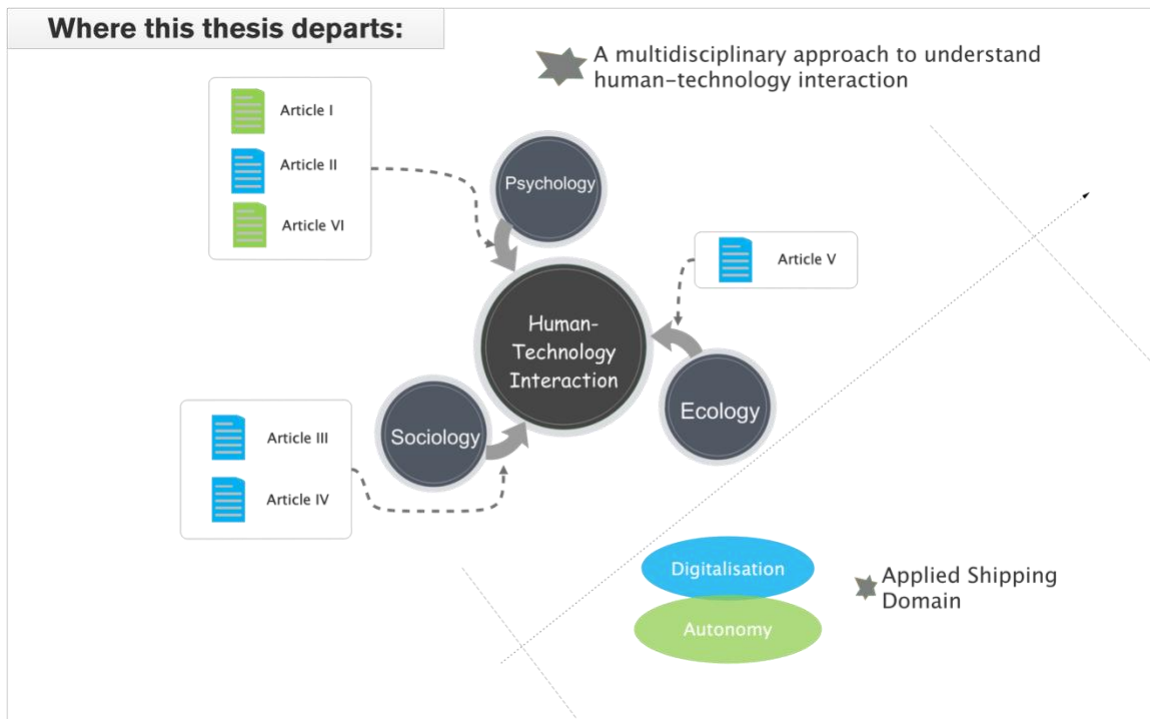 Where this thesis departs:
A multidisciplinary approach to understand
human-technology interaction
Article I
Article II
Article VI
Psychology
Article V
Human-
Technology
Interaction
Ecology
Sociology
Article III
Article IV
Digitalisation
Autonomy
Applied Shipping
Domain